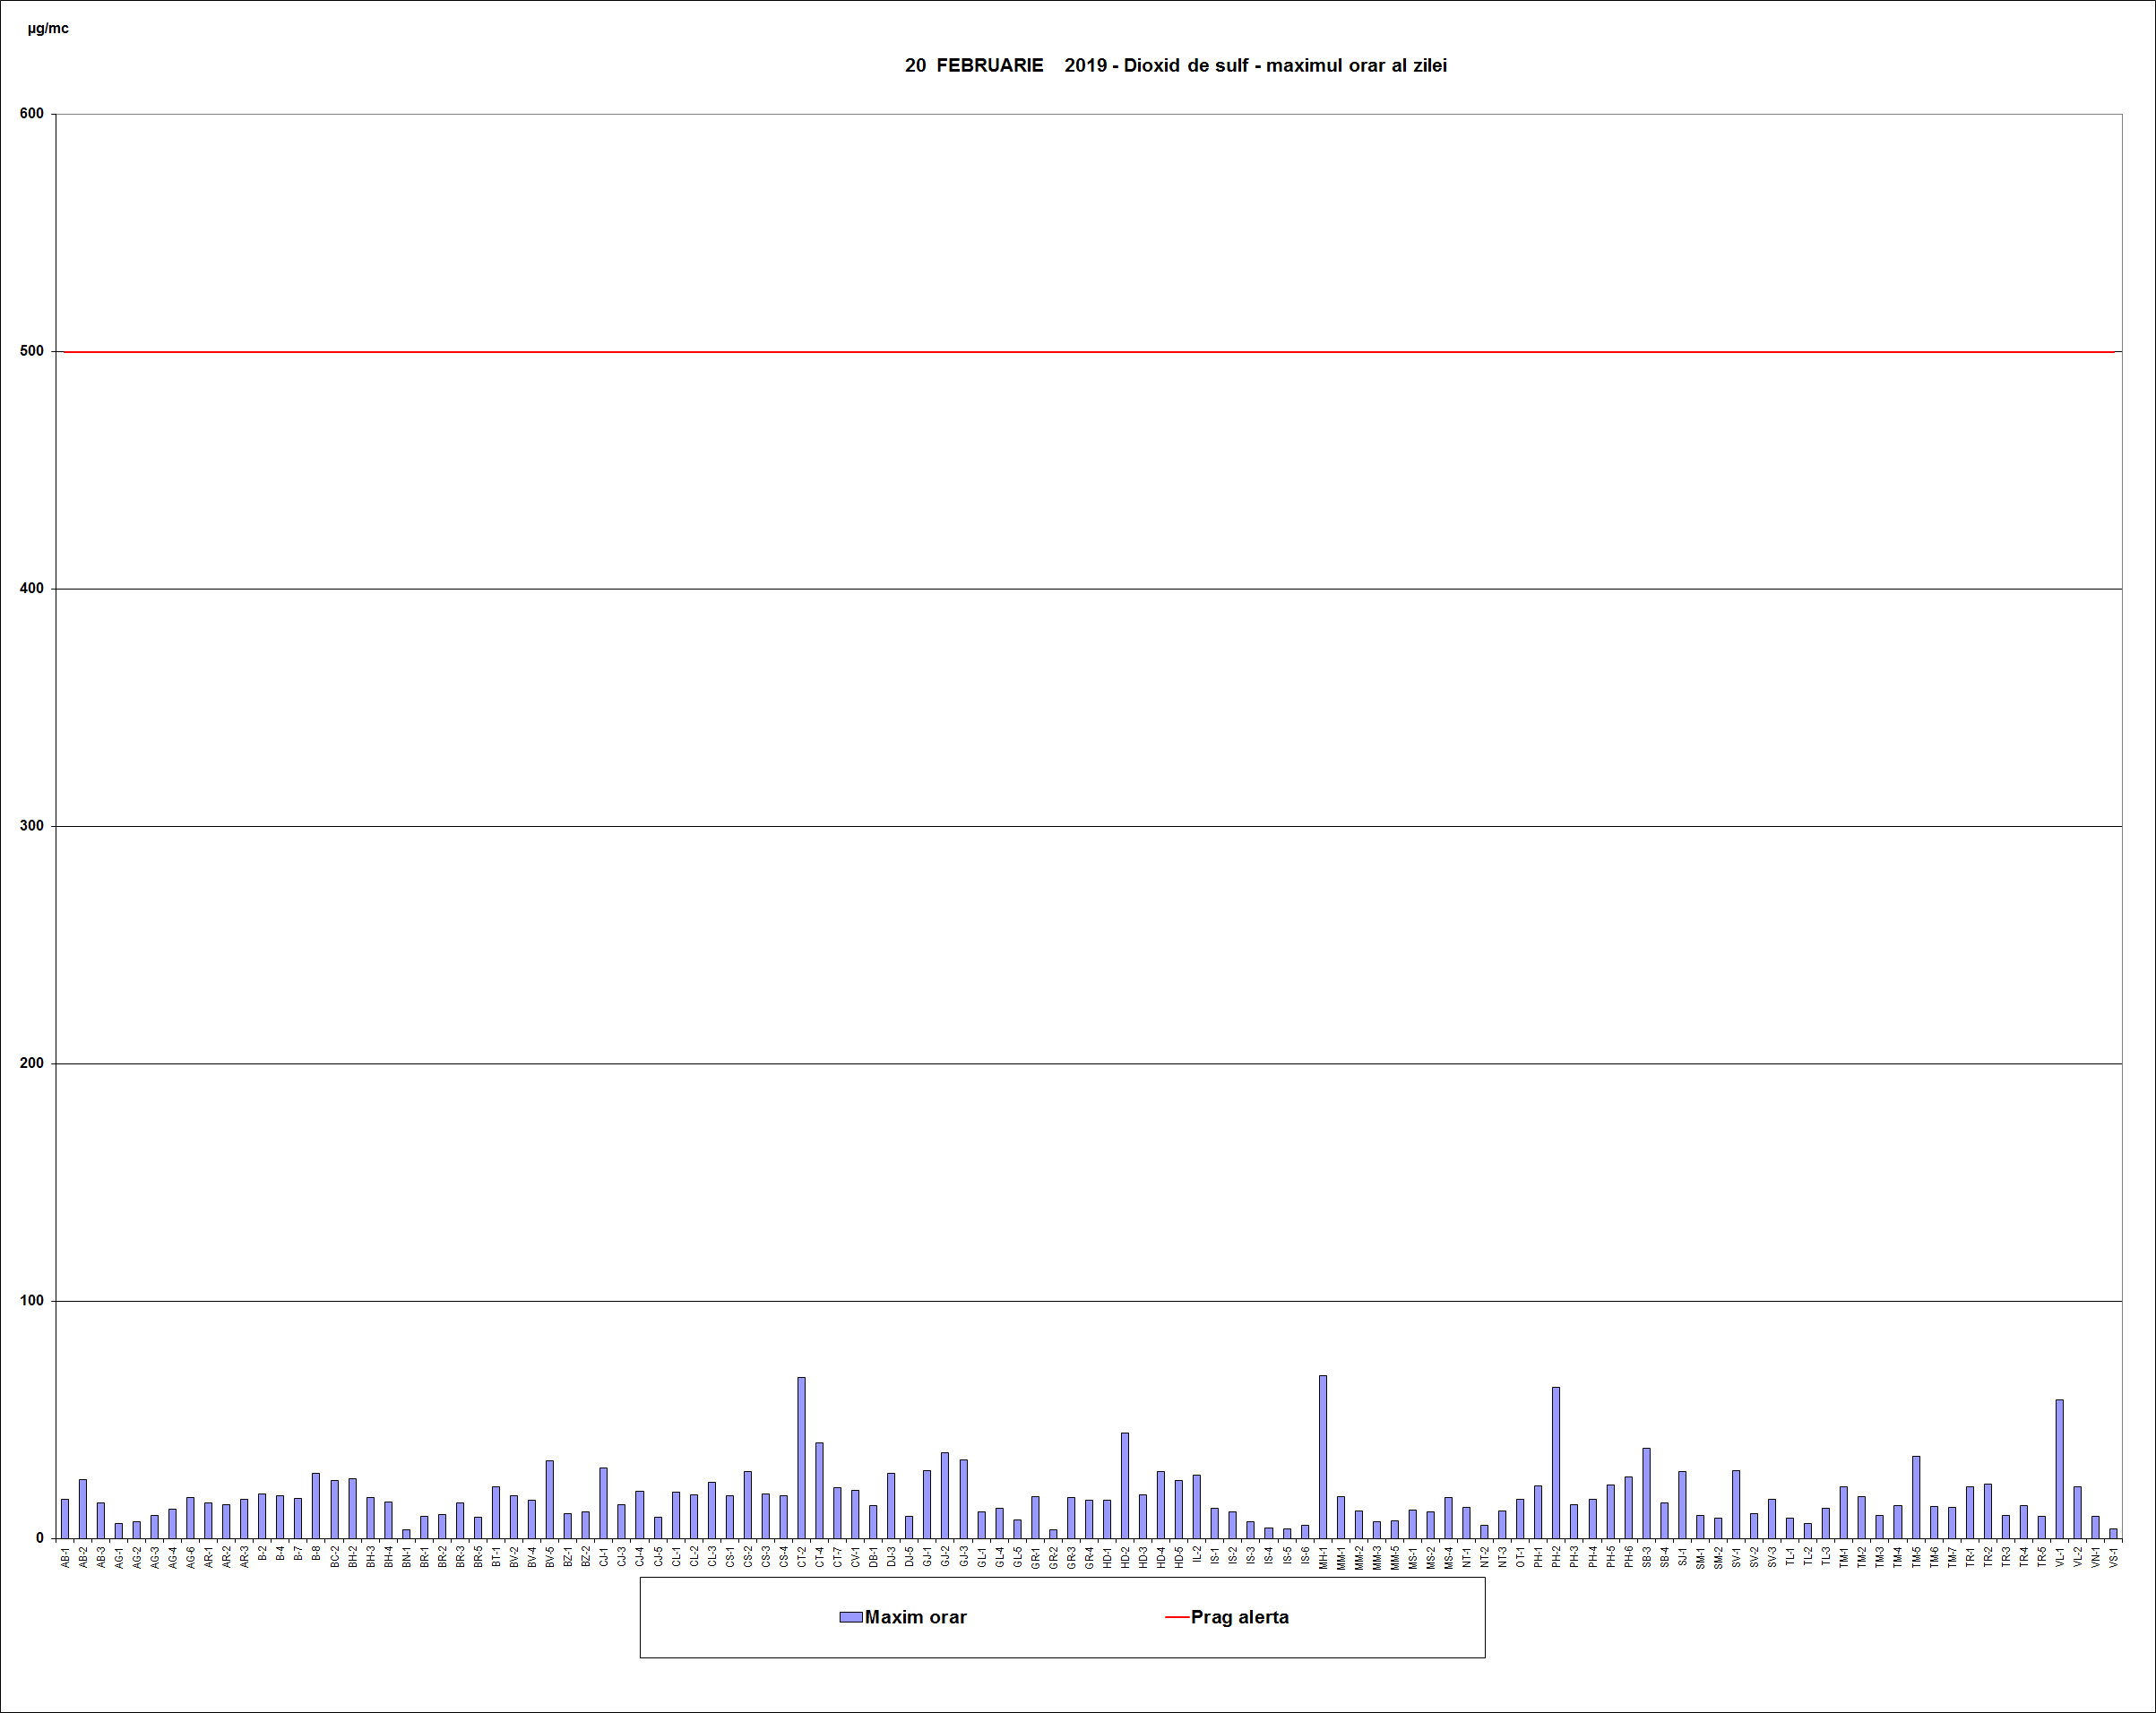 µg/mc
20 FEBRUARIE 2019 - Dioxid de sulf - maximul orar al zilei
600
500
400
300
200
100
0
AB-1 AB-2 AB-3 AG-1 AG-2 AG-3 AG-4 AG-6 AR-1 AR-2 AR-3 B-2 B-4 B-7 B-8 BC-2 BH-2 BH-3 BH-4 BN-1 BR-1 BR-2 BR-3 BR-5 BT-1 BV-2 BV-4 BV-5 BZ-1 BZ-2 CJ-1 CJ-3 CJ-4 CJ-5 CL-1 CL-2 CL-3 CS-1 CS-2 CS-3 CS-4 CT-2 CT-4 CT-7 CV-1 DB-1 DJ-3 DJ-5 GJ-1 GJ-2 GJ-3 GL-1 GL-4 GL-5 GR-1 GR-2 GR-3 GR-4 HD-1 HD-2 HD-3 HD-4 HD-5 IL-2 IS-1 IS-2 IS-3 IS-4 IS-5 IS-6 MH-1 MM-1 MM-2 MM-3 MM-5 MS-1 MS-2 MS-4 NT-1 NT-2 NT-3 OT-1 PH-1 PH-2 PH-3 PH-4 PH-5 PH-6 SB-3 SB-4 SJ-1 SM-1 SM-2 SV-1 SV-2 SV-3 TL-1 TL-2 TL-3 TM-1 TM-2 TM-3 TM-4 TM-5 TM-6 TM-7 TR-1 TR-2 TR-3 TR-4 TR-5 VL-1 VL-2 VN-1 VS-1
Maxim orar Prag alerta